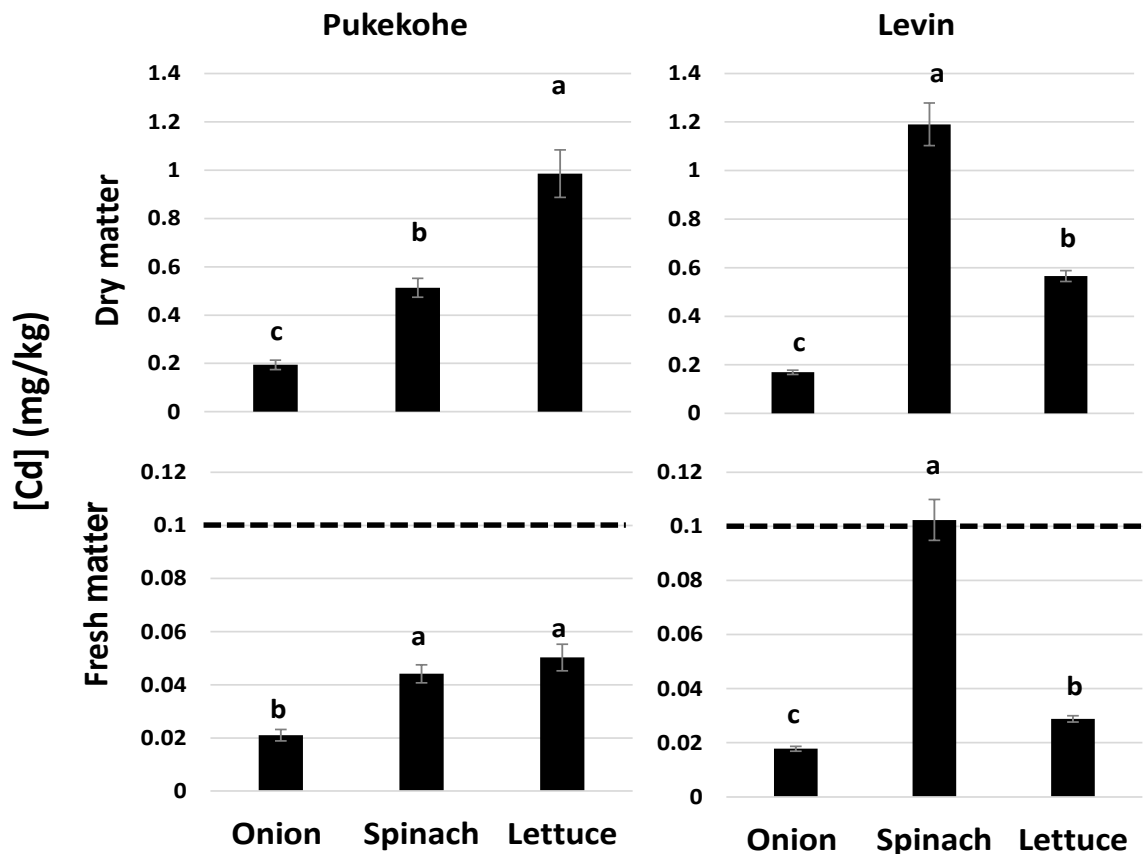 Pukekohe
Levin
[Cd] (mg/kg)
Dry matter
1.4
1.2
1
0.8
0.6
0.4
0.2
0
c
b
a
1.4
1.2
1
0.8
0.6
0.4
0.2
0
c
a
b
Fresh matter
0.12
0.1
0.08
0.06
0.04
0.02
0
b
a
a
0.12
0.1
0.08
0.06
0.04
0.02
0
c
a
b
Onion Spinach Lettuce
Onion Spinach Lettuce